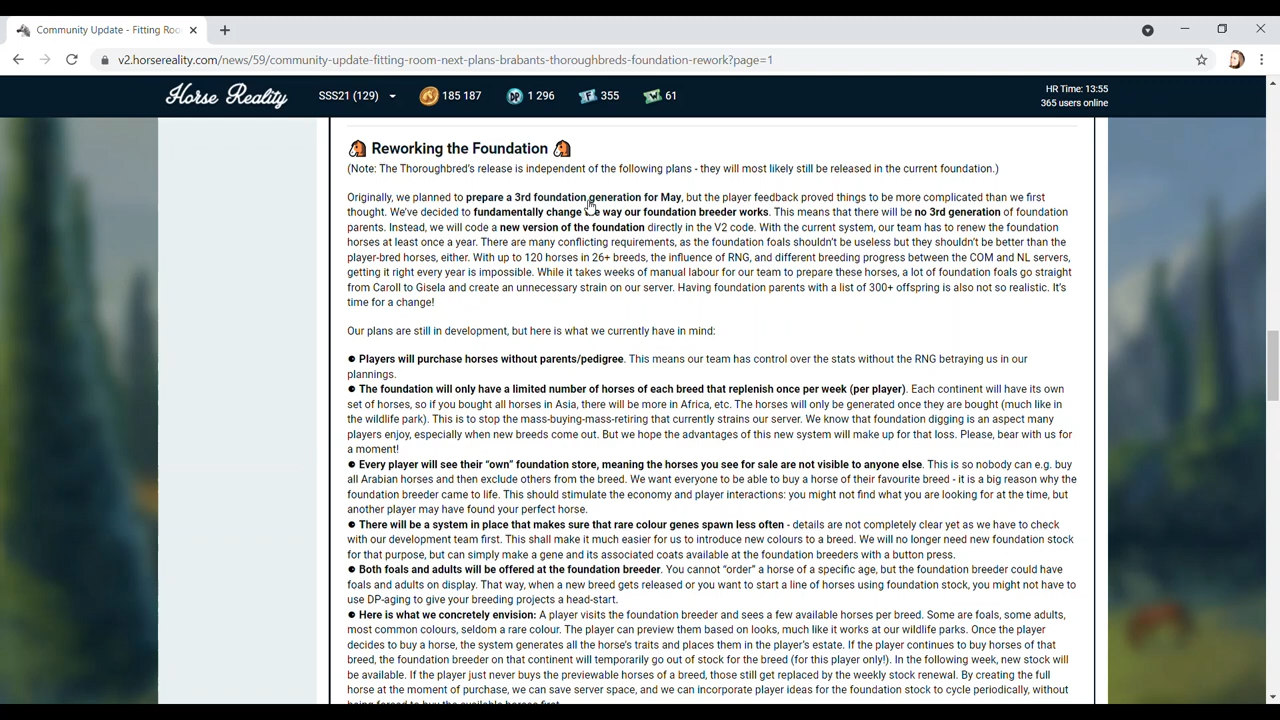 Community Update - Fitting Roo
v2.horsereality.com/news/59/community-update-fitting-room-next-plans-brabants-thoroughbreds-foundation-rework?page=1
Horse Reality
SSS21 (129)
185 187
DP 1 296
355
61
HR Time: 13:55
365 users online
Reworking the Foundation
(Note: The Thoroughbred's release is independent of the following plans - they will most likely still be released in the current foundation.)
Originally, we planned to prepare a 3rd foundation generation for May, but the player feedback proved things to be more complicated than we first
thought. We've decided to fundamentally change way our foundation breeder works. This means that there will be no 3rd generation of foundation
parents. Instead, we will code a new version of the foundation directly in the V2 code. With the current system, our team has to renew the foundation
horses at least once a year. There are many conflicting requirements, as the foundation foals shouldn't be useless but they shouldn't be better than the
player-bred horses, either. With up to 120 horses in 26+ breeds, the influence of RNG, and different breeding progress between the COM and NL servers,
getting it right every year is impossible. While it takes weeks of manual labour for our team to prepare these horses, a lot of foundation foals go straight
from Caroll to Gisela and create an unnecessary strain on our server. Having foundation parents with a list of 300+ offspring is also not so realistic. It's
time for a change!
Our plans are still in development, but here is what we currently have in mind:
● Players will purchase horses without parents/pedigree. This means our team has control over the stats without the RNG betraying us in our
plannings.
● The foundation will only have a limited number of horses of each breed that replenish once per week (per player). Each continent will have its own
set of horses, so if you bought all horses in Asia, there will be more in Africa, etc. The horses will only be generated once they are bought (much like in
the wildlife park). This is to stop the mass-buying-mass-retiring that currently strains our server. We know that foundation digging is an aspect many
players enjoy, especially when new breeds come out. But we hope the advantages of this new system will make up for that loss. Please, bear with us for
a moment!
● Every player will see their "own" foundation store, meaning the horses you see for sale are not visible to anyone else. This is so nobody can e.g. buy
all Arabian horses and then exclude others from the breed. We want everyone to be able to buy a horse of their favourite breed - it is a big reason why the
foundation breeder came to life. This should stimulate the economy and player interactions: you might not find what you are looking for at the time, but
another player may have found your perfect horse.
● There will be a system in place that makes sure that rare colour genes spawn less often - details are not completely clear yet as we have to check
with our development team first. This shall make it much easier for us to introduce new colours to a breed. We will no longer need new foundation stock
for that purpose, but can simply make a gene and its associated coats available at the foundation breeders with a button press.
● Both foals and adults will be offered at the foundation breeder. You cannot "order" a horse of a specific age, but the foundation breeder could have
foals and adults on display. That way, when a new breed gets released or you want to start a line of horses using foundation stock, you might not have to
use DP-aging to give your breeding projects a head-start.
● Here is what we concretely envision: A player visits the foundation breeder and sees a few available horses per breed. Some are foals, some adults,
most common colours, seldom a rare colour. The player can preview them based on looks, much like it works at our wildlife parks. Once the player
decides to buy a horse, the system generates all the horse's traits and places them in the player's estate. If the player continues to buy horses of that
breed, the foundation breeder on that continent will temporarily go out of stock for the breed (for this player only!). In the following week, new stock will
be available. If the player just never buys the previewable horses of a breed, those still get replaced by the weekly stock renewal. By creating the full
horse at the moment of purchase, we can save server space, and we can incorporate player ideas for the foundation stock to cycle periodically, without